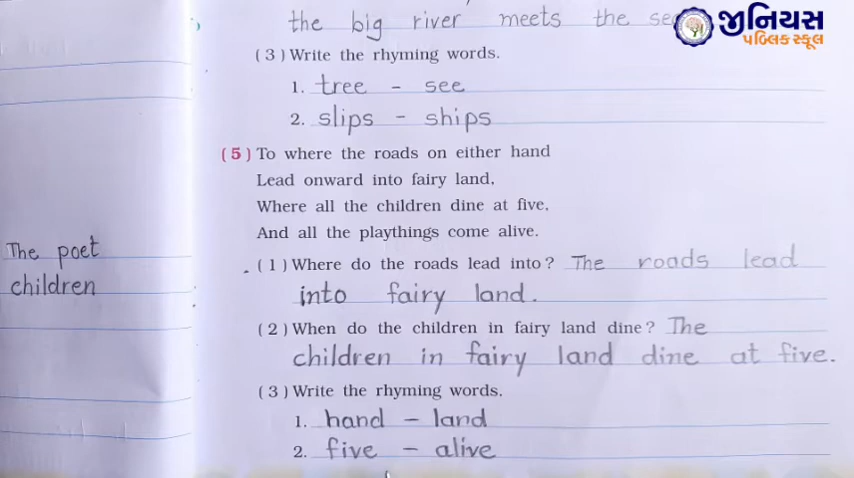 the big river meets the
જીનિયસ
પબ્લિક સ્કૂલ
( 3 ) Write the rhyming words.
1. tree - see
2. slips - ships
( 5 ) To where the roads on either hand
Lead onward into fairy land,
Where all the children dine at five,
And all the playthings come alive.
The poet
children
( 1 ) Where do the roads lead into? The roads lead
into fairy land.
( 2 ) When do the children in fairy land dine? The
children in fairy land dine at five.
( 3 ) Write the rhyming words.
1. hand - land
2. five - alive